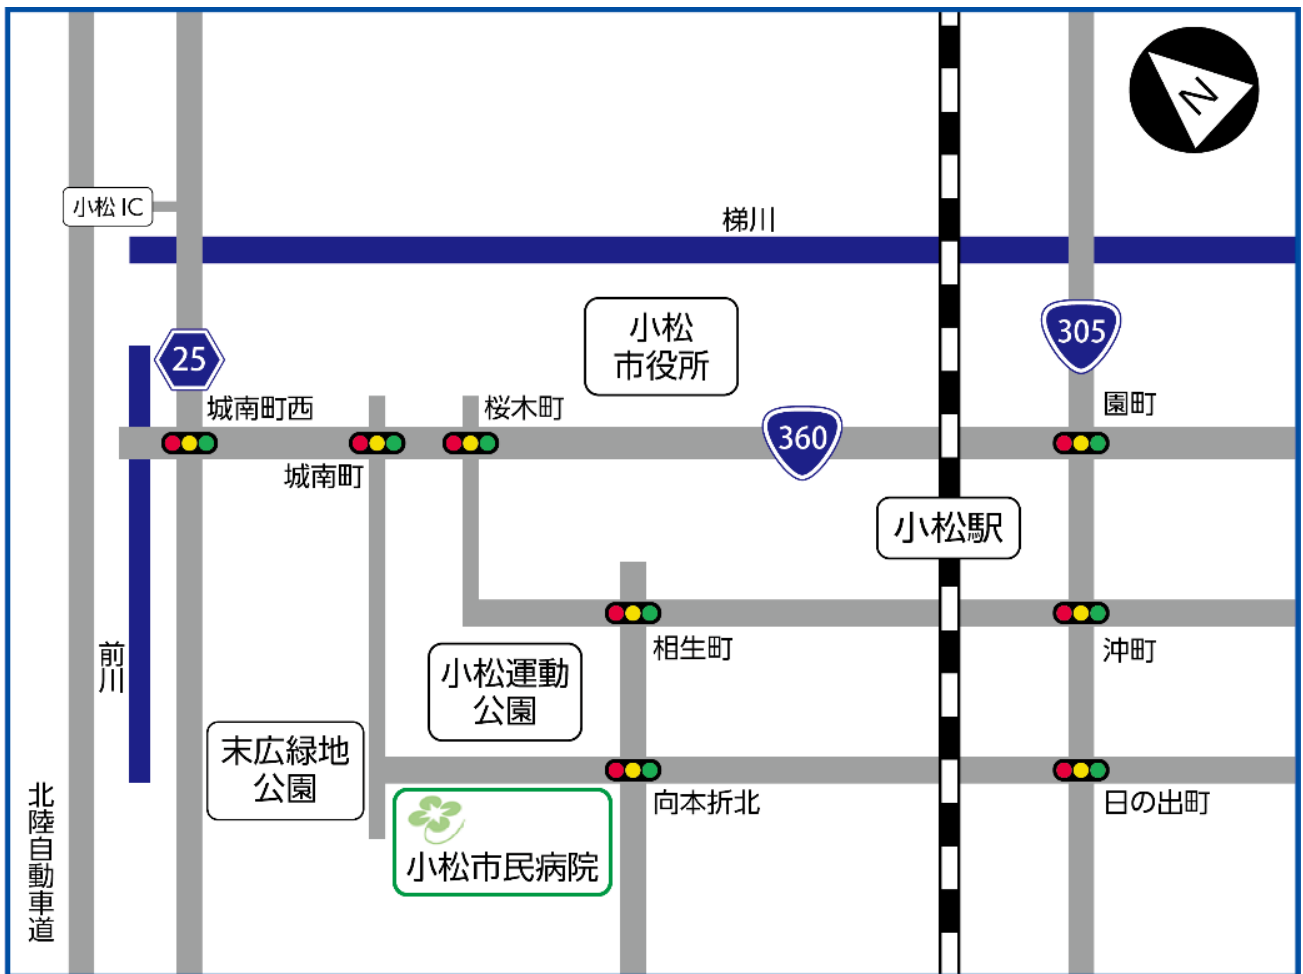 N
小松 IC
梯川
小松
市役所
25
305
城南町西
桜木町
園町
360
城南町
小松駅
前川
相生町
沖町
小松運動
公園
末広緑地
公園
北陸自動車道
向本折北
日の出町
小松市民病院